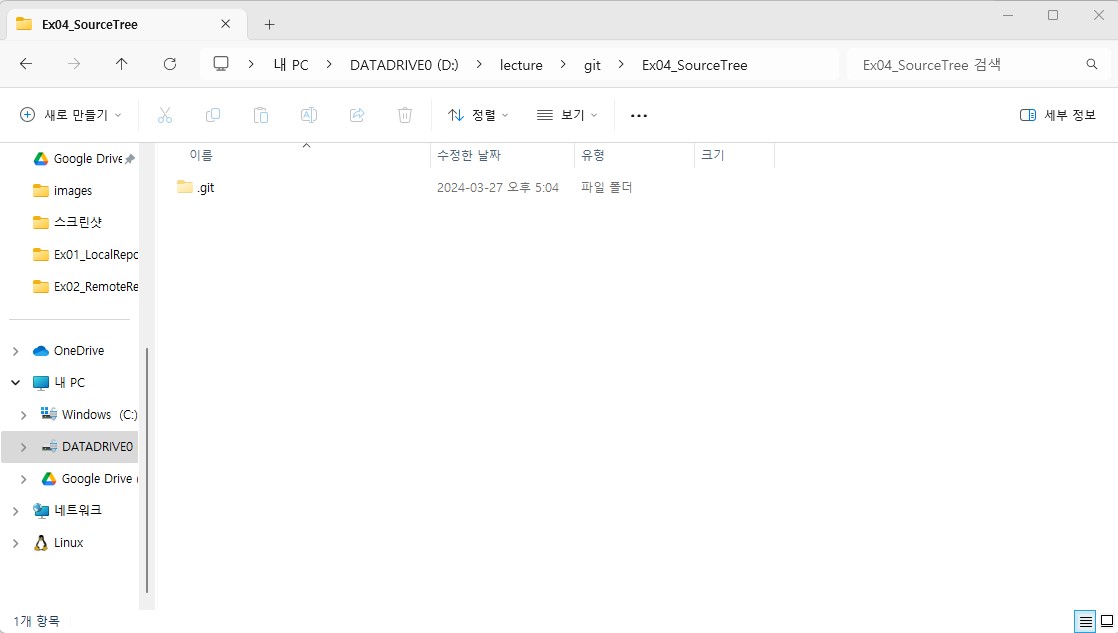 Ex04_SourceTree
내 PC DATADRIVE0 (D:) lecture git Ex04_SourceTree
Ex04_SourceTree 검색
새로 만들기
정렬
보기
세부 정보
Google Drive
images
스크린샷
Ex01_LocalRepo
Ex02_RemoteRe
OneDrive
내 PC
Windows (C:)
DATADRIVE0
Google Drive (
네트워크
Linux
이름 수정한 날짜 유형 크기
.git 2024-03-27 오후 5:04 파일 폴더
1개 항목